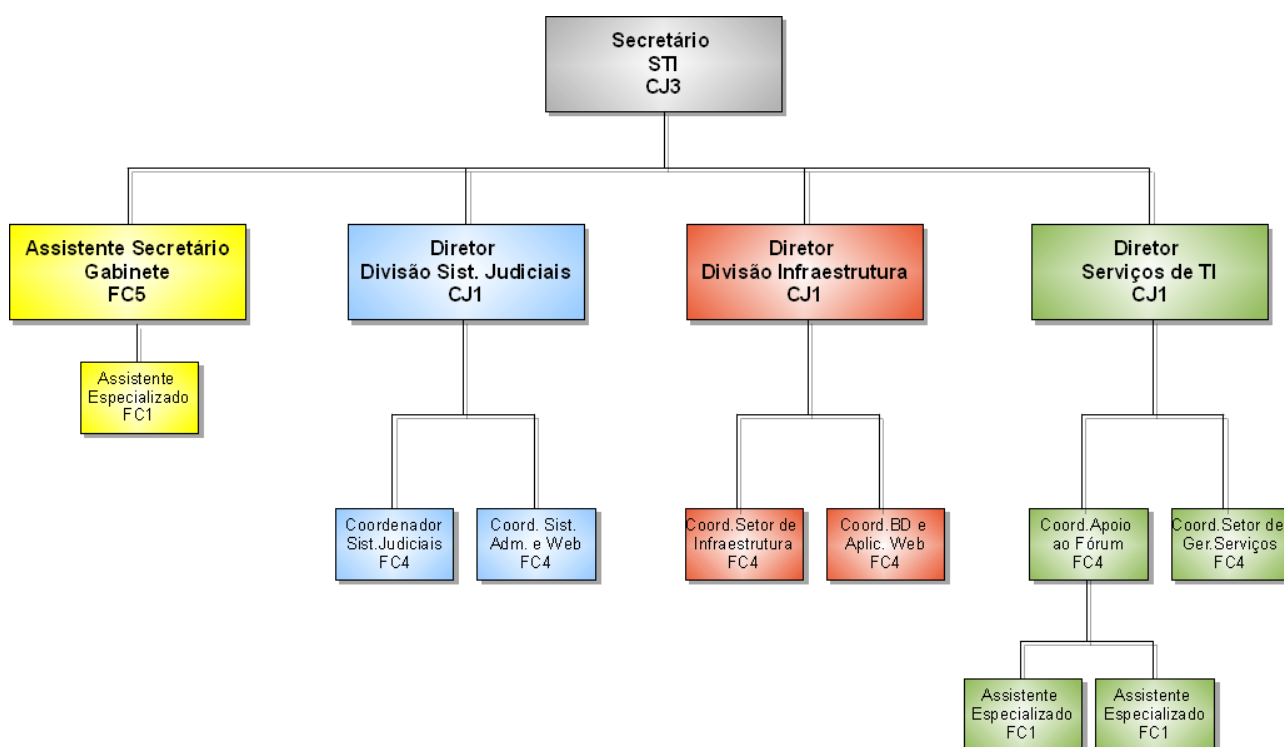 Secretário
STI
CJ3
Assistente Secretário
Gabinete
FC5
Diretor
Divisão Sist. Judiciais
CJ1
Diretor
Divisão Infraestrutura
CJ1
Diretor
Serviços de TI
CJ1
Assistente
Especializado
FC1
Coordenador
Sist.Judiciais
FC4
Coord. Sist.
Adm. e Web
FC4
Coord.Setor de
Infraestrutura
FC4
Coord.BD e
Aplic. Web
FC4
Coord.Apoio
ao Fórum
FC4
Coord.Setor de
Ger.Serviços
FC4
Assistente
Especializado
FC1
Assistente
Especializado
FC1